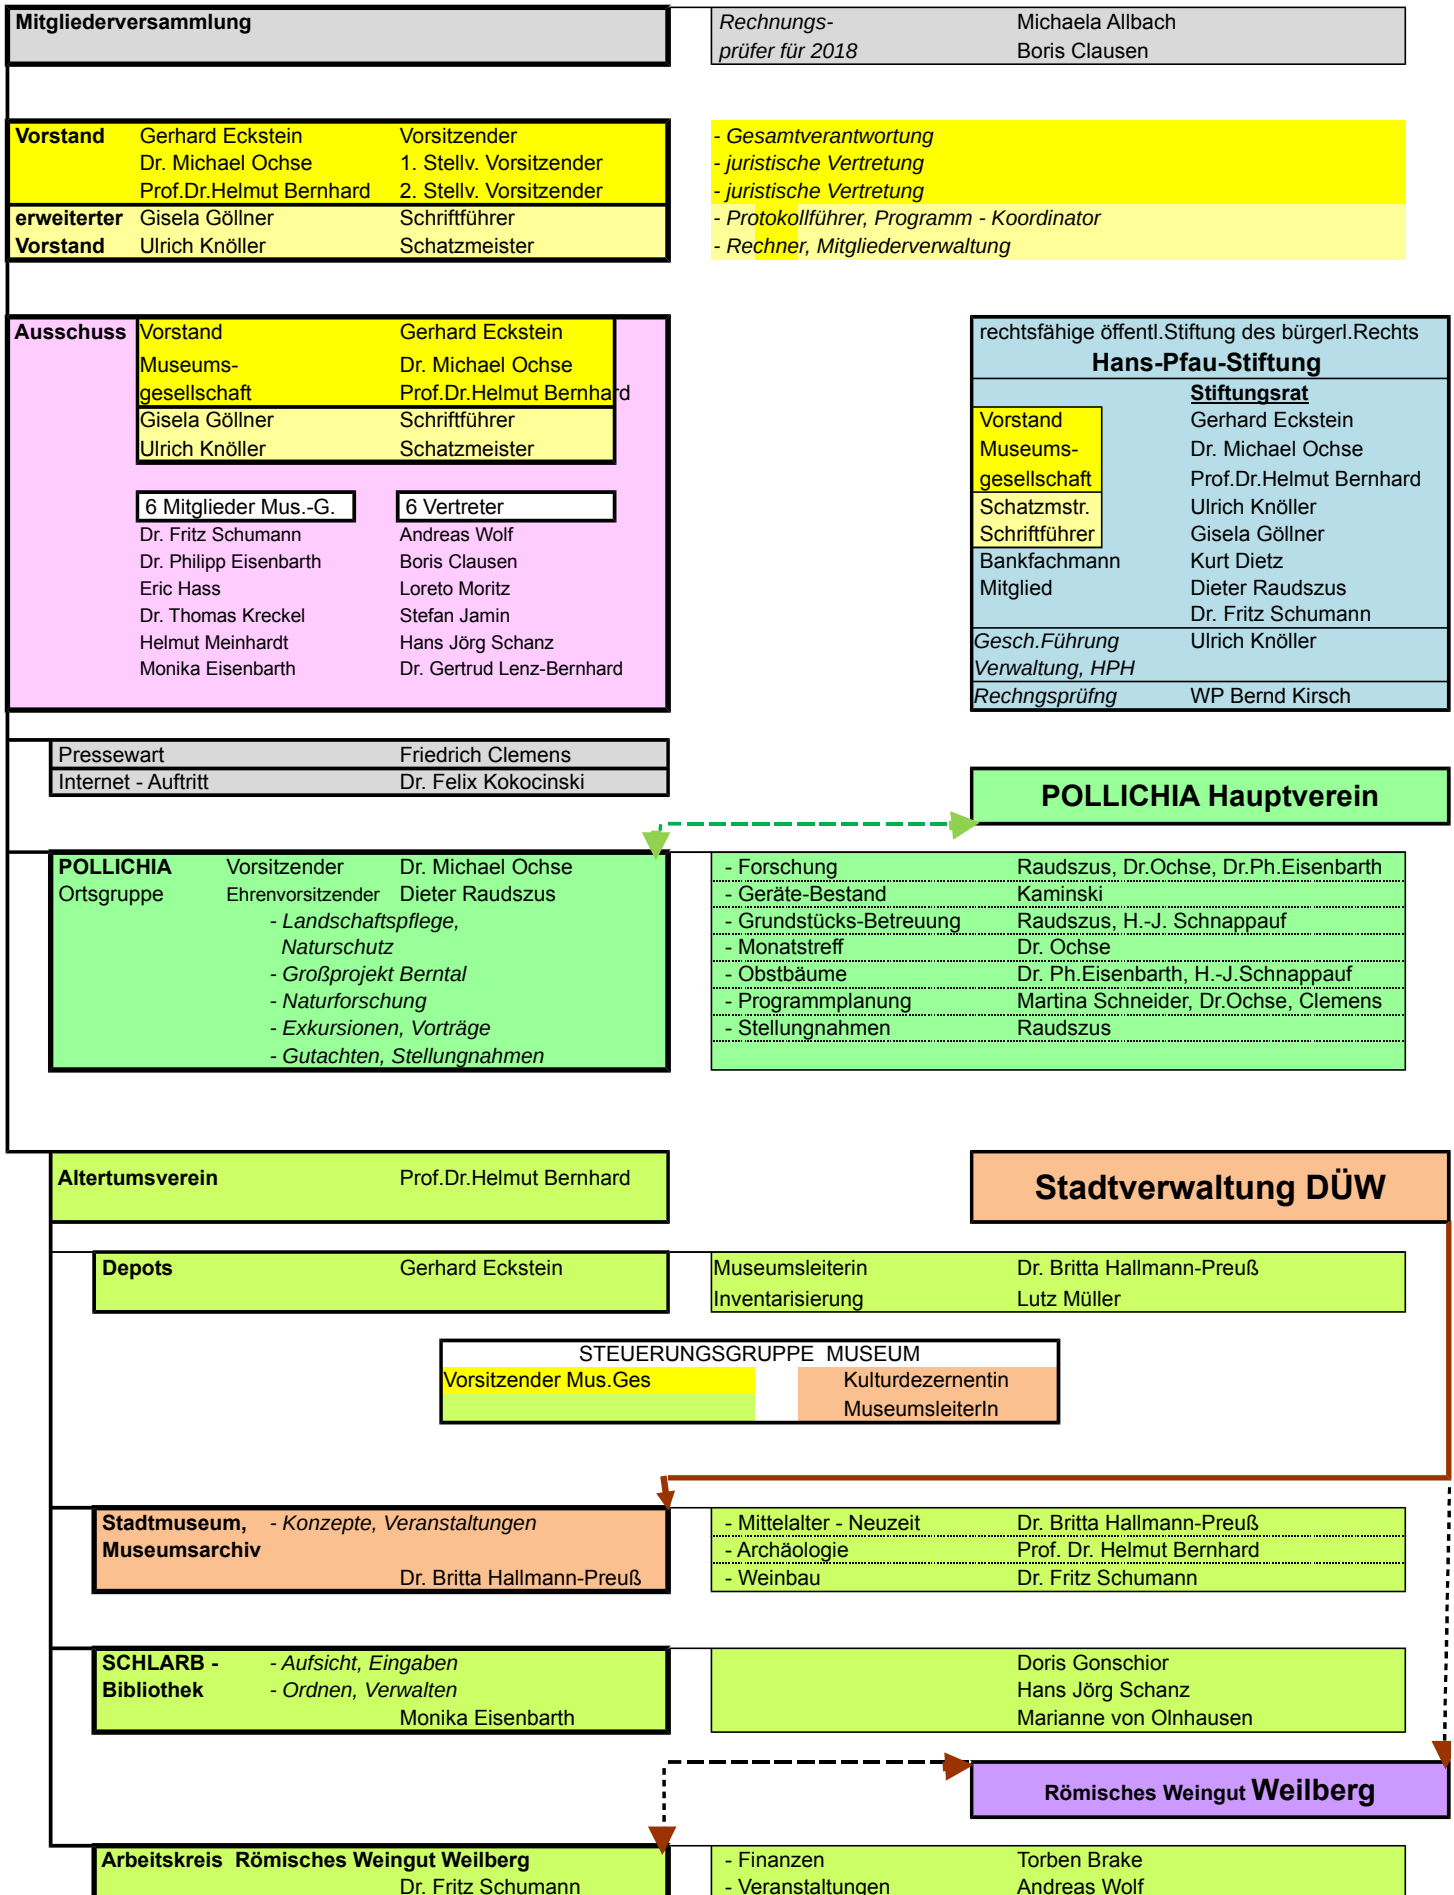 Mitgliederversammlung
Rechnungs- Michaela Allbach
prüfer für 2018 Boris Clausen
Vorstand Gerhard Eckstein Vorsitzender - Gesamtverantwortung
Dr. Michael Ochse 1. Stellv. Vorsitzender - juristische Vertretung
Prof.Dr.Helmut Bernhard 2. Stellv. Vorsitzender - juristische Vertretung
erweiterter Gisela Göllner Schriftführer - Protokollführer, Programm - Koordinator
Vorstand Ulrich Knöller Schatzmeister - Rechner, Mitgliederverwaltung
Ausschuss Vorstand Gerhard Eckstein
Museums- Dr. Michael Ochse
gesellschaft Prof.Dr.Helmut Bernhard
Gisela Göllner Schriftführer
Ulrich Knöller Schatzmeister
6 Mitglieder Mus.-G. 6 Vertreter
Dr. Fritz Schumann Andreas Wolf
Dr. Philipp Eisenbarth Boris Clausen
Eric Hass Loreto Moritz
Dr. Thomas Kreckel Stefan Jamin
Helmut Meinhardt Hans Jörg Schanz
Monika Eisenbarth Dr. Gertrud Lenz-Bernhard
rechtsfähige öffentl.Stiftung des bürgerl.Rechts
Hans-Pfau-Stiftung
Stiftungsrat
Vorstand Gerhard Eckstein
Museums- Dr. Michael Ochse
gesellschaft Prof.Dr.Helmut Bernhard
Schatzmstr. Ulrich Knöller
Schriftführer Gisela Göllner
Bankfachmann Kurt Dietz
Mitglied Dieter Raudszus
Dr. Fritz Schumann
Gesch.Führung Ulrich Knöller
Verwaltung, HPH
Rechngsprüfng WP Bernd Kirsch
Pressewart Friedrich Clemens
Internet - Auftritt Dr. Felix Kokocinski
POLLICHIA Hauptverein
POLLICHIA Vorsitzender Dr. Michael Ochse
Ortsgruppe Ehrenvorsitzender Dieter Raudszus
- Landschaftspflege,
Naturschutz
- Großprojekt Berntal
- Naturforschung
- Exkursionen, Vorträge
- Gutachten, Stellungnahmen
- Forschung Raudszus, Dr.Ochse, Dr.Ph.Eisenbarth
- Geräte-Bestand Kaminski
- Grundstücks-Betreuung Raudszus, H.-J. Schnappauf
- Monatstreff Dr. Ochse
- Obstbäume Dr. Ph.Eisenbarth, H.-J.Schnappauf
- Programmplanung Martina Schneider, Dr.Ochse, Clemens
- Stellungnahmen Raudszus
Altertumsverein Prof.Dr.Helmut Bernhard
Stadtverwaltung DÜW
Depots Gerhard Eckstein
Museumsleiterin Dr. Britta Hallmann-Preuß
Inventarisierung Lutz Müller
STEUERUNGSGRUPPE MUSEUM
Vorsitzender Mus.Ges Kulturdezernentin
MuseumsleiterIn
Stadtmuseum, - Konzepte, Veranstaltungen
Museumsarchiv
Dr. Britta Hallmann-Preuß
- Mittelalter - Neuzeit Dr. Britta Hallmann-Preuß
- Archäologie Prof. Dr. Helmut Bernhard
- Weinbau Dr. Fritz Schumann
SCHLARB - - Aufsicht, Eingaben
Bibliothek - Ordnen, Verwalten
Monika Eisenbarth
Doris Gonschior
Hans Jörg Schanz
Marianne von Olnhausen
Römisches Weingut Weilberg
Arbeitskreis Römisches Weingut Weilberg
Dr. Fritz Schumann
- Finanzen Torben Brake
- Veranstaltungen Andreas Wolf